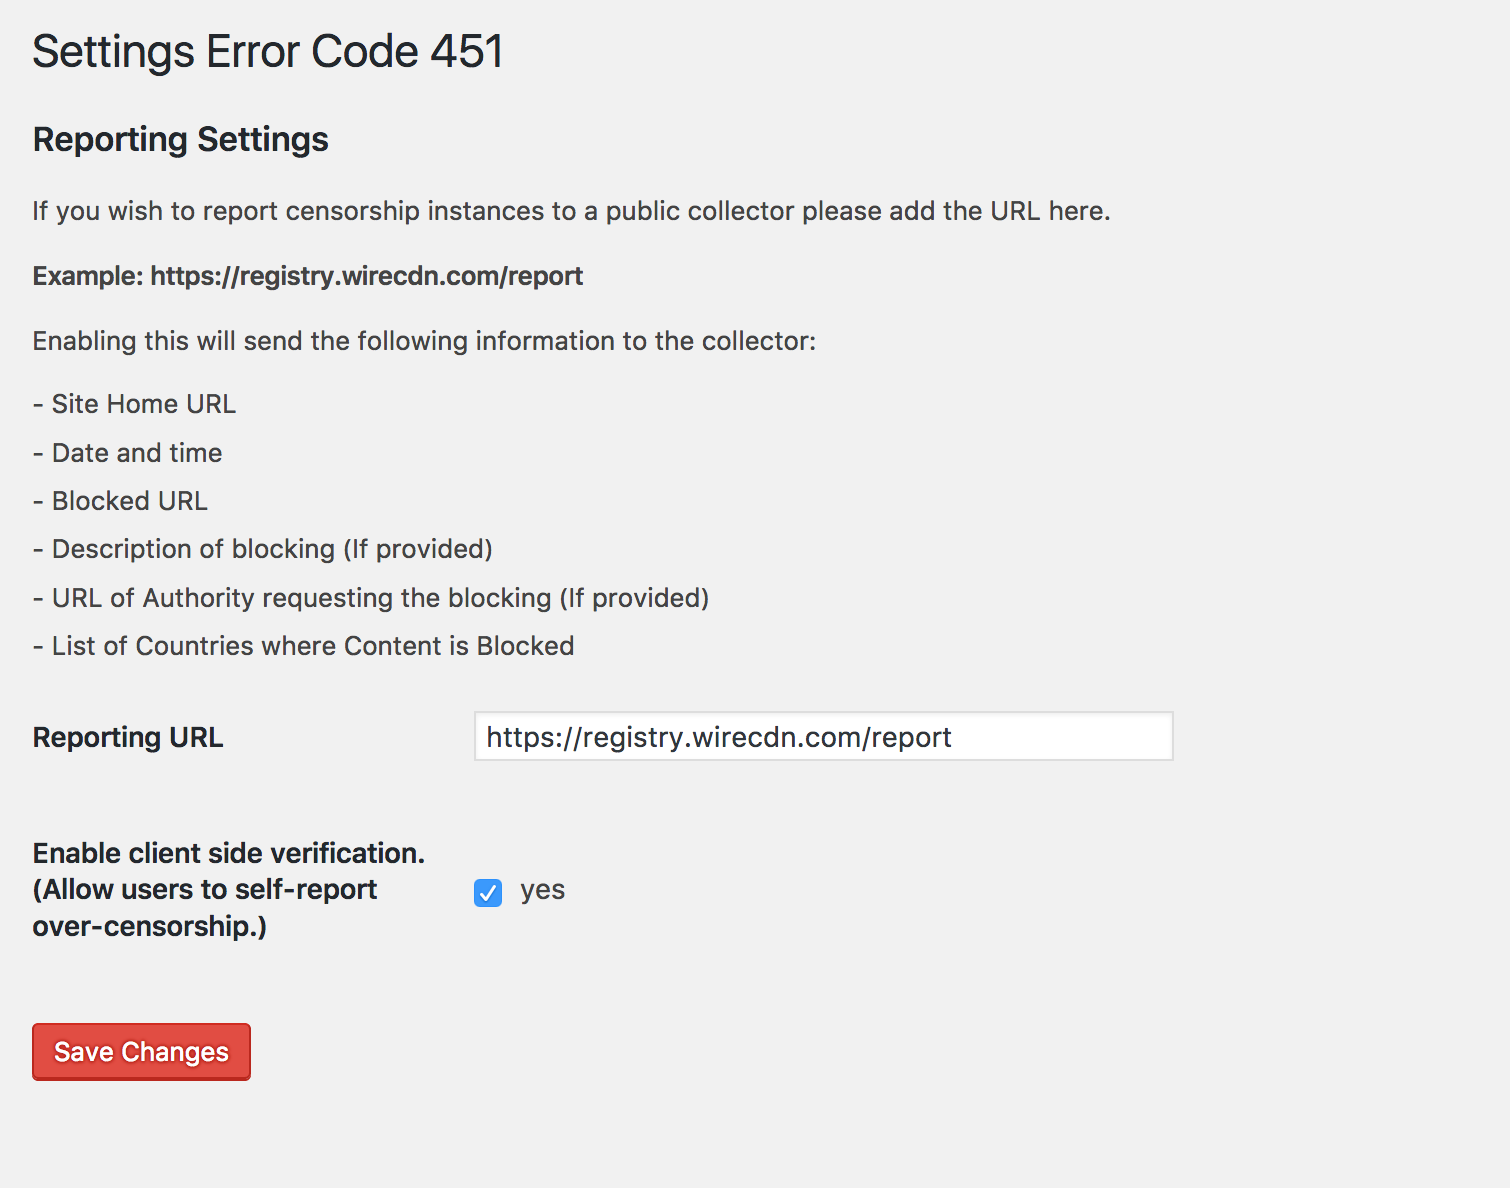 Settings Error Code 451
Reporting Settings
If you wish to report censorship instances to a public collector please add the URL here.
Example: https://registry.wirecdn.com/report
Enabling this will send the following information to the collector:
- Site Home URL
- Date and time
- Blocked URL
- Description of blocking (If provided)
- URL of Authority requesting the blocking (If provided)
- List of Countries where Content is Blocked
Reporting URL
https://registry.wirecdn.com/report
Enable client side verification.
(Allow users to self-report
over-censorship.)
yes
Save Changes